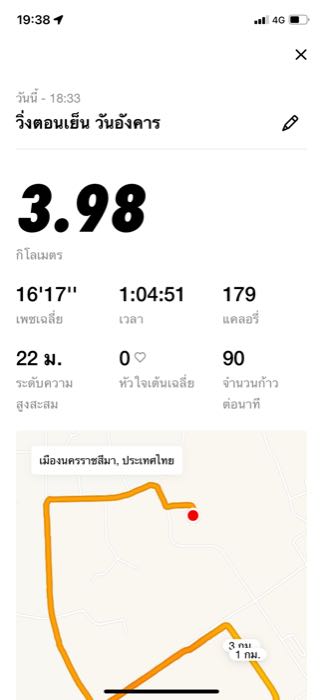 19:38
4G
วันนี้ - 18:33
วิ่งตอนเย็น วันอังคาร
3.98
กิโลเมตร
16'17"
1:04:51
179
เพซเฉลี่ย
เวลา
แคลอรี่
22 ม.
0
90
ระดับความ
สูงสะสม
หัวใจเต้นเฉลี่ย
จำนวนก้าว
ต่อนาที
เมืองนครราชสีมา, ประเทศไทย
3 กม.
1 กม.